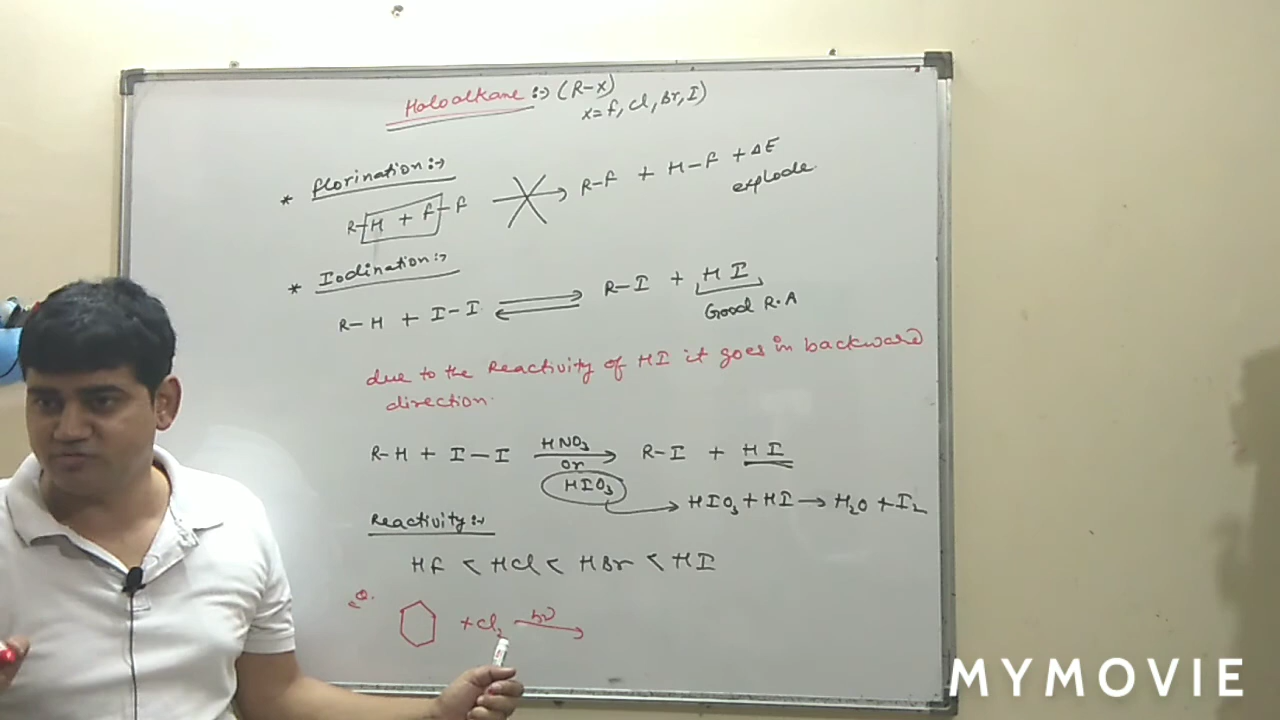 Haloalkane :→ (R-X)
X=F, Cl, Br, I)
* florination :→
R-H + F-F → R-F + H-F + ΔE
explode
* Iodination :→
R-H + I-I ⇌ R-I + HI
Good R.A
due to the Reactivity of HI it goes in backward
direction.
R-H + I-I HNO3 or HIO3 → R-I + HI
HIO3 + HI → H2O + I2
Reactivity :→
HF < HCl < HBr < HI
Q.
+ Cl2 hν →
MYMOVIE